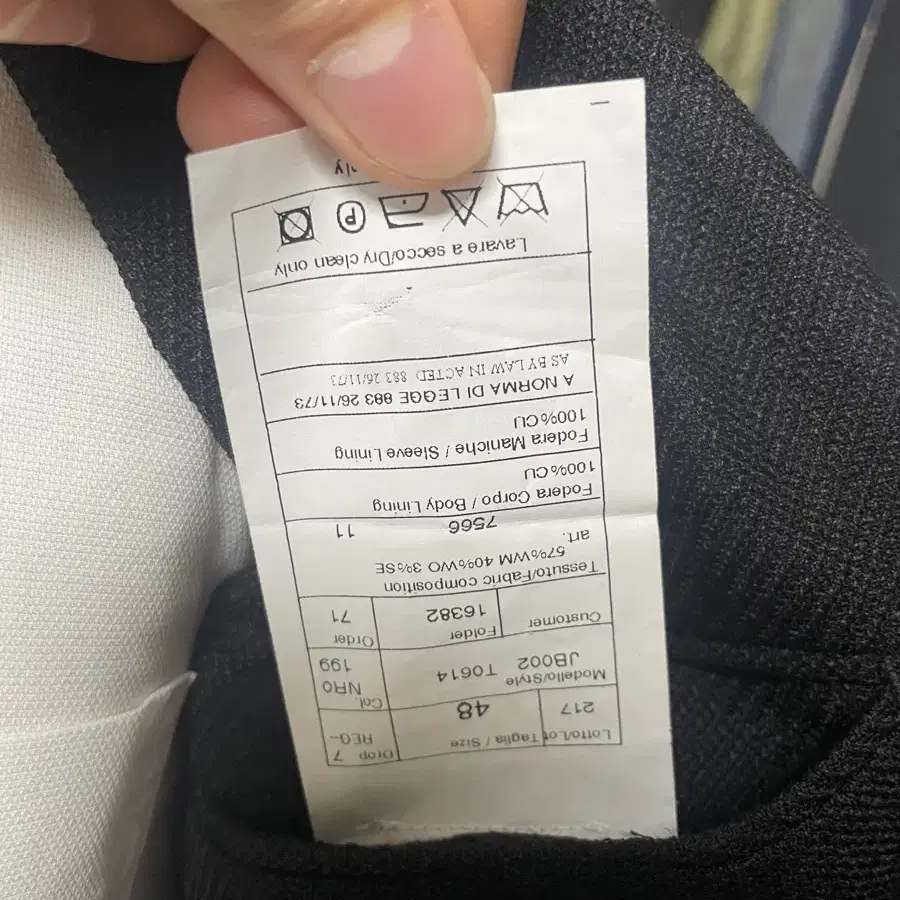 Lotto/Lot Taglia / Size Drop 7
217 48 REG--
Modello/Style Col. NR0
JB002 T0614 199
Customer Folder Order
16382 71
Tessuto/Fabric composition
57%WM 40%WO 3%SE
art. 7566 11
Fodera Corpo / Body Lining
100%CU
Fodera Maniche / Sleeve Lining
100%CU
A NORMA DI LEGGE 883 26/11/73
AS BY LAW IN ACTED 883 26/11/73
Lavare a secco/Dry clean only
P